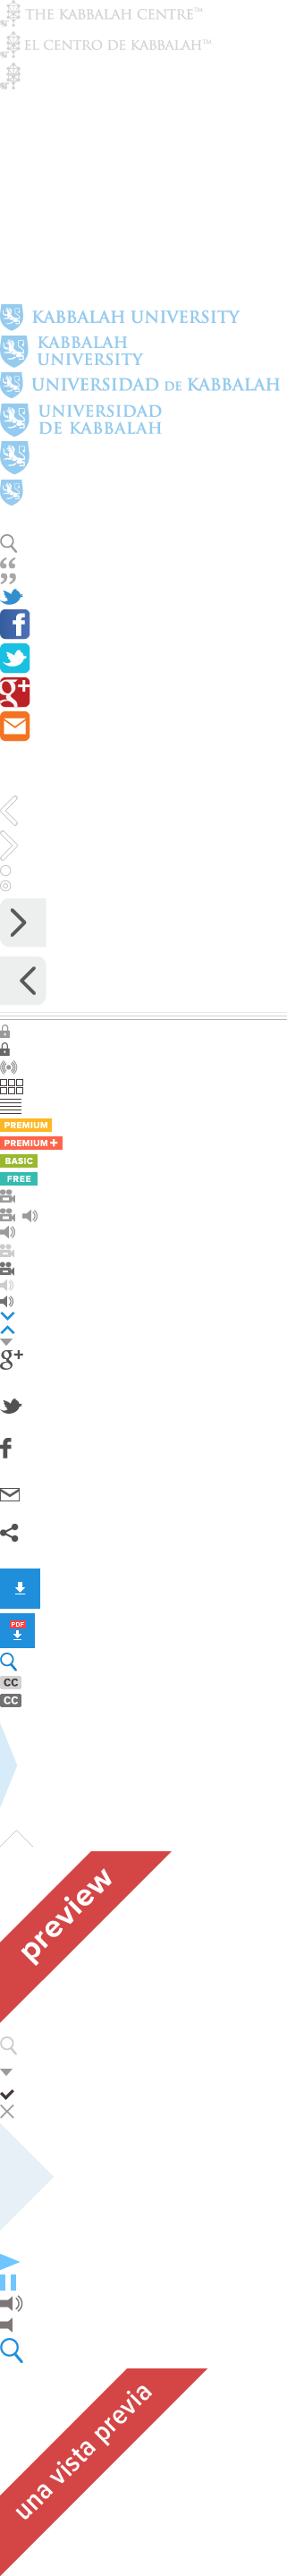 THE KABBALAH CENTRE™
EL CENTRO DE KABBALAH™
KABBALAH UNIVERSITY
KABBALAH
UNIVERSITY
UNIVERSIDAD DE KABBALAH
UNIVERSIDAD
DE KABBALAH
“
”
f
g+
PREMIUM
PREMIUM +
BASIC
FREE
g+
f
PDF
CC
CC
preview
una vista previa